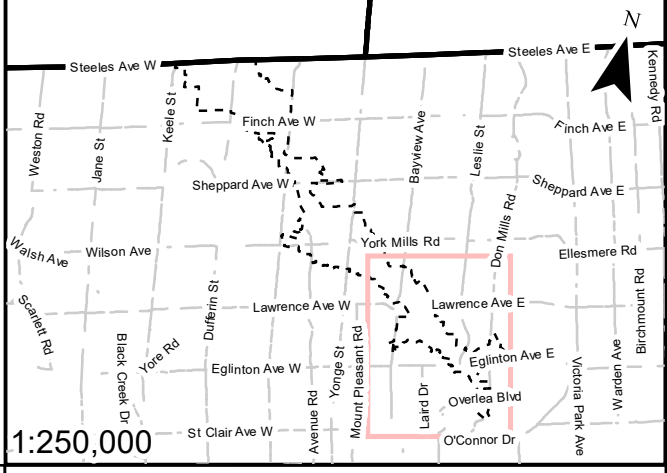 N
Steeles Ave W
Steeles Ave E
Kennedy Rd
Weston Rd
Jane St
Keele St
Finch Ave W
Bayview Ave
Leslie St
Finch Ave E
Sheppard Ave W
Sheppard Ave E
Don Mills Rd
Walsh Ave
Wilson Ave
York Mills Rd
Ellesmere Rd
Scarlett Rd
Dufferin St
Lawrence Ave W
Lawrence Ave E
Birchmount Rd
Black Creek Dr
Yore Rd
Eglinton Ave W
Yonge St
Mount Pleasant Rd
Eglinton Ave E
Avenue Rd
Laird Dr
Overlea Blvd
Victoria Park Ave
Warden Ave
1:250,000
St Clair Ave W
O'Connor Dr